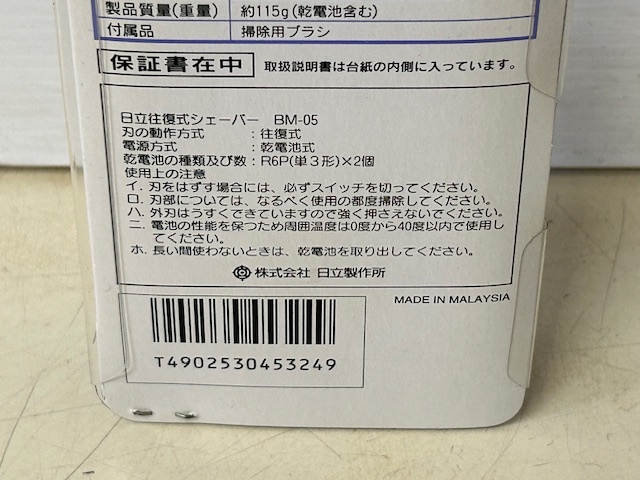 製品質量(重量) 約115g(乾電池含む)
付属品 掃除用ブラシ
保証書在中 取扱説明書は台紙の内側に入っています。
日立往復式シェーバー BM-05
刃の動作方式 : 往復式
電源方式 : 乾電池式
乾電池の種類及び数 : R6P(単3形)×2個
使用上の注意
イ. 刃をはずす場合には、必ずスイッチを切ってください。
ロ. 刃部については、なるべく使用の都度掃除してください。
ハ. 外刃はうすくできていますので強く押さえないでください。
ニ. 電池の性能を保つため周囲温度は0度から40度以内で使用し
てください。
ホ. 長い間使わないときは、乾電池を取り出してください。
株式会社 日立製作所
MADE IN MALAYSIA
T4902530453249